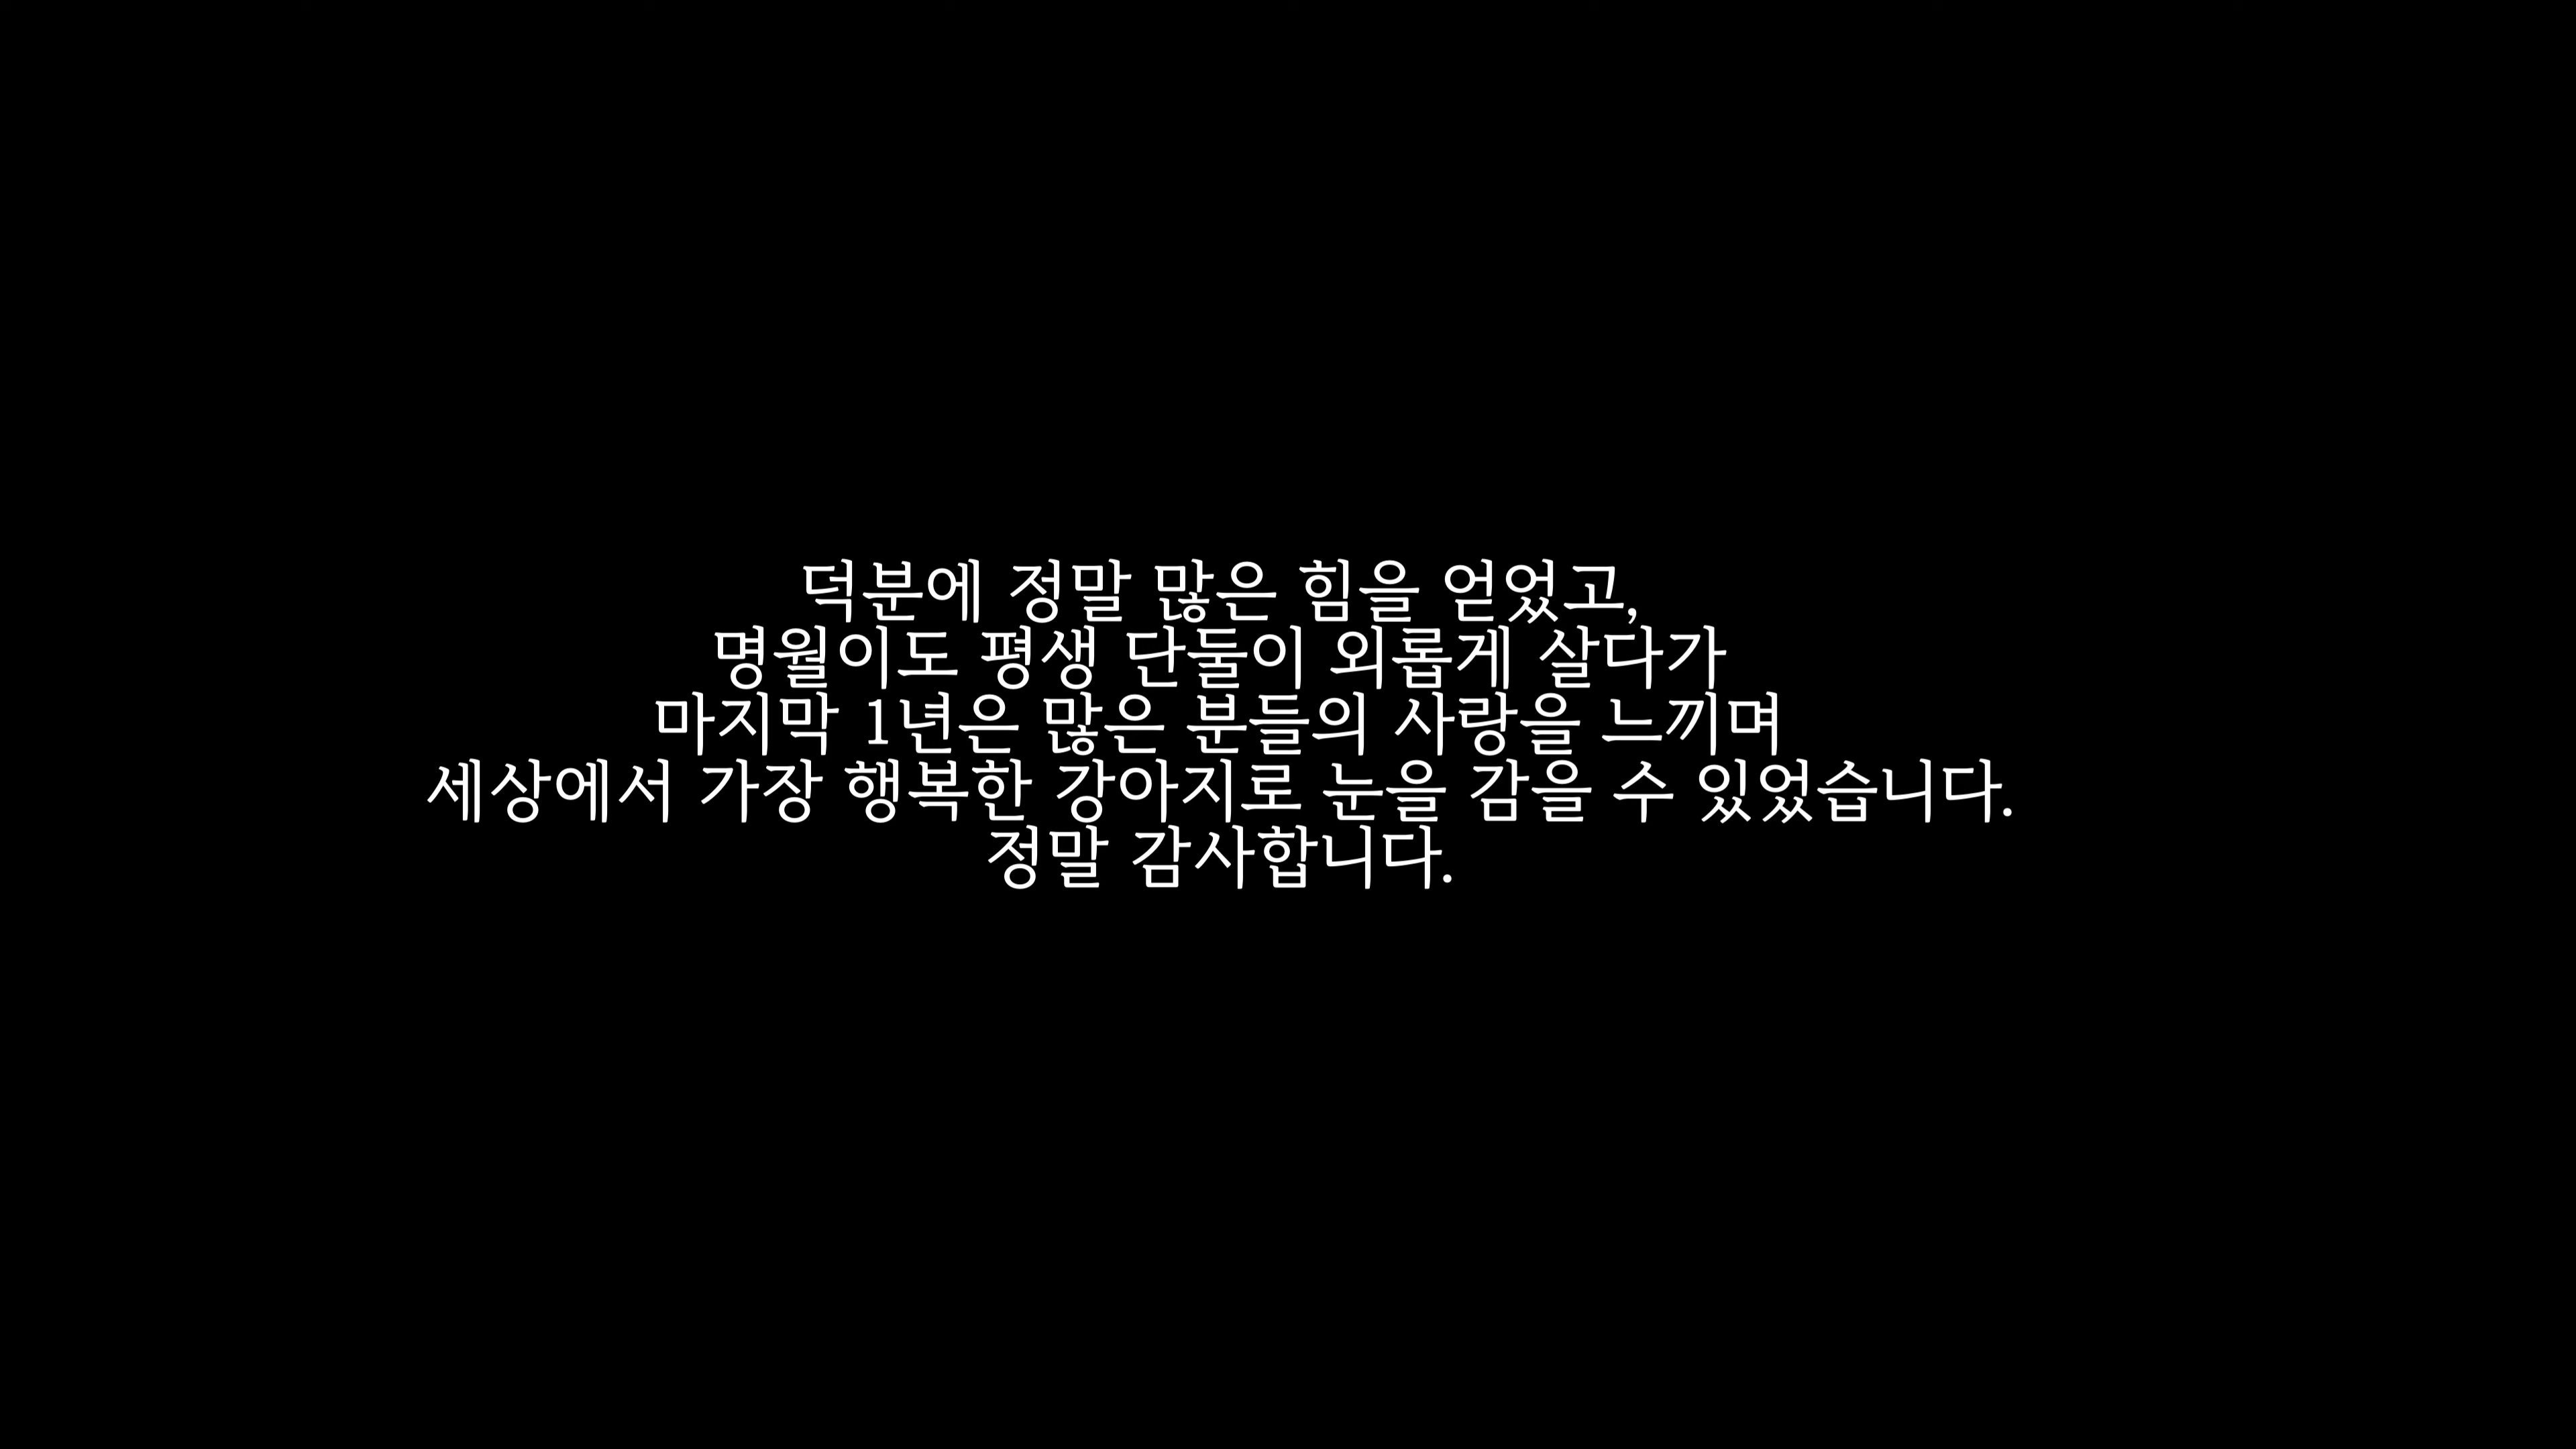 덕분에 정말 많은 힘을 얻었고,
명월이도 평생 단둘이 외롭게 살다가
마지막 1년은 많은 분들의 사랑을 느끼며
세상에서 가장 행복한 강아지로 눈을 감을 수 있었습니다.
정말 감사합니다.